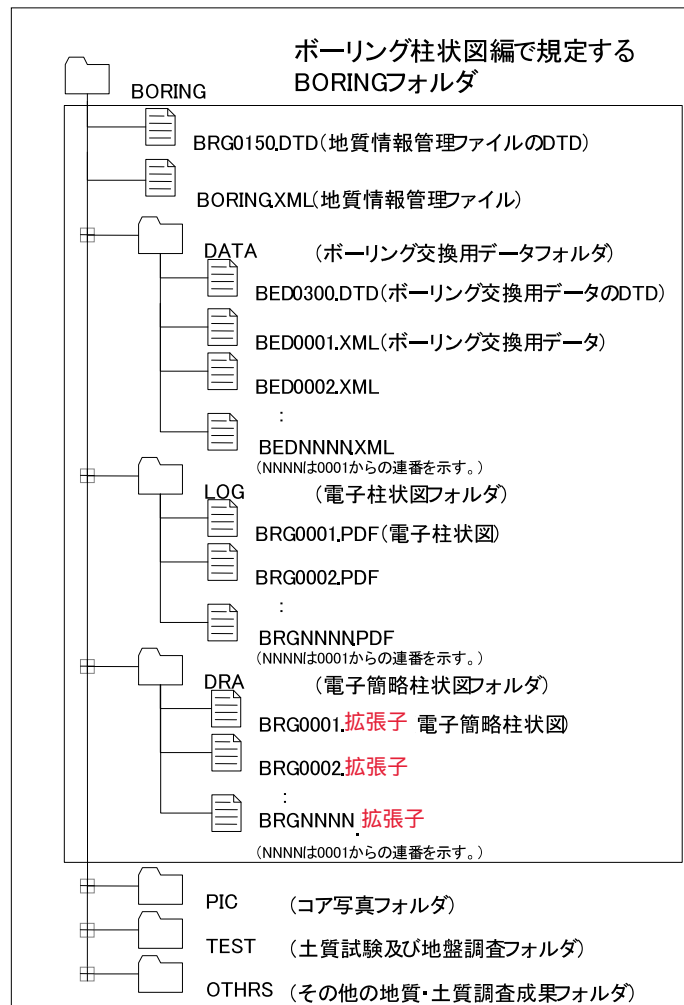 ボーリング柱状図編で規定する
BORINGフォルダ
BORING
BRG0150.DTD(地質情報管理ファイルのDTD)
BORING.XML(地質情報管理ファイル)
DATA (ボーリング交換用データフォルダ)
BED0300.DTD(ボーリング交換用データのDTD)
BED0001.XML(ボーリング交換用データ)
BED0002.XML
:
BEDNNNN.XML
(NNNNは0001からの連番を示す。)
LOG (電子柱状図フォルダ)
BRG0001.PDF(電子柱状図)
BRG0002.PDF
:
BRGNNNN.PDF
(NNNNは0001からの連番を示す。)
DRA (電子簡略柱状図フォルダ)
BRG0001.拡張子 電子簡略柱状図)
BRG0002.拡張子
:
BRGNNNN.拡張子
(NNNNは0001からの連番を示す。)
PIC (コア写真フォルダ)
TEST (土質試験及び地盤調査フォルダ)
OTHRS (その他の地質・土質調査成果フォルダ)